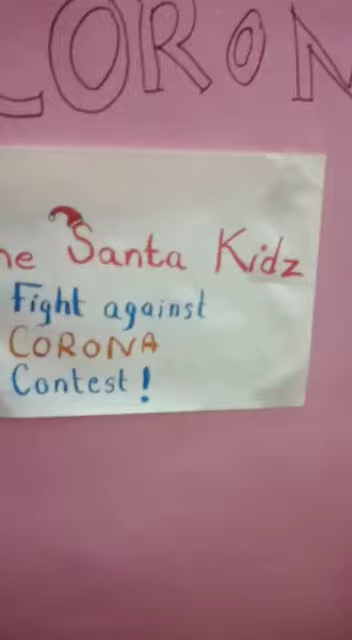 CORON
he Santa Kidz
Fight against
CORONA
Contest!